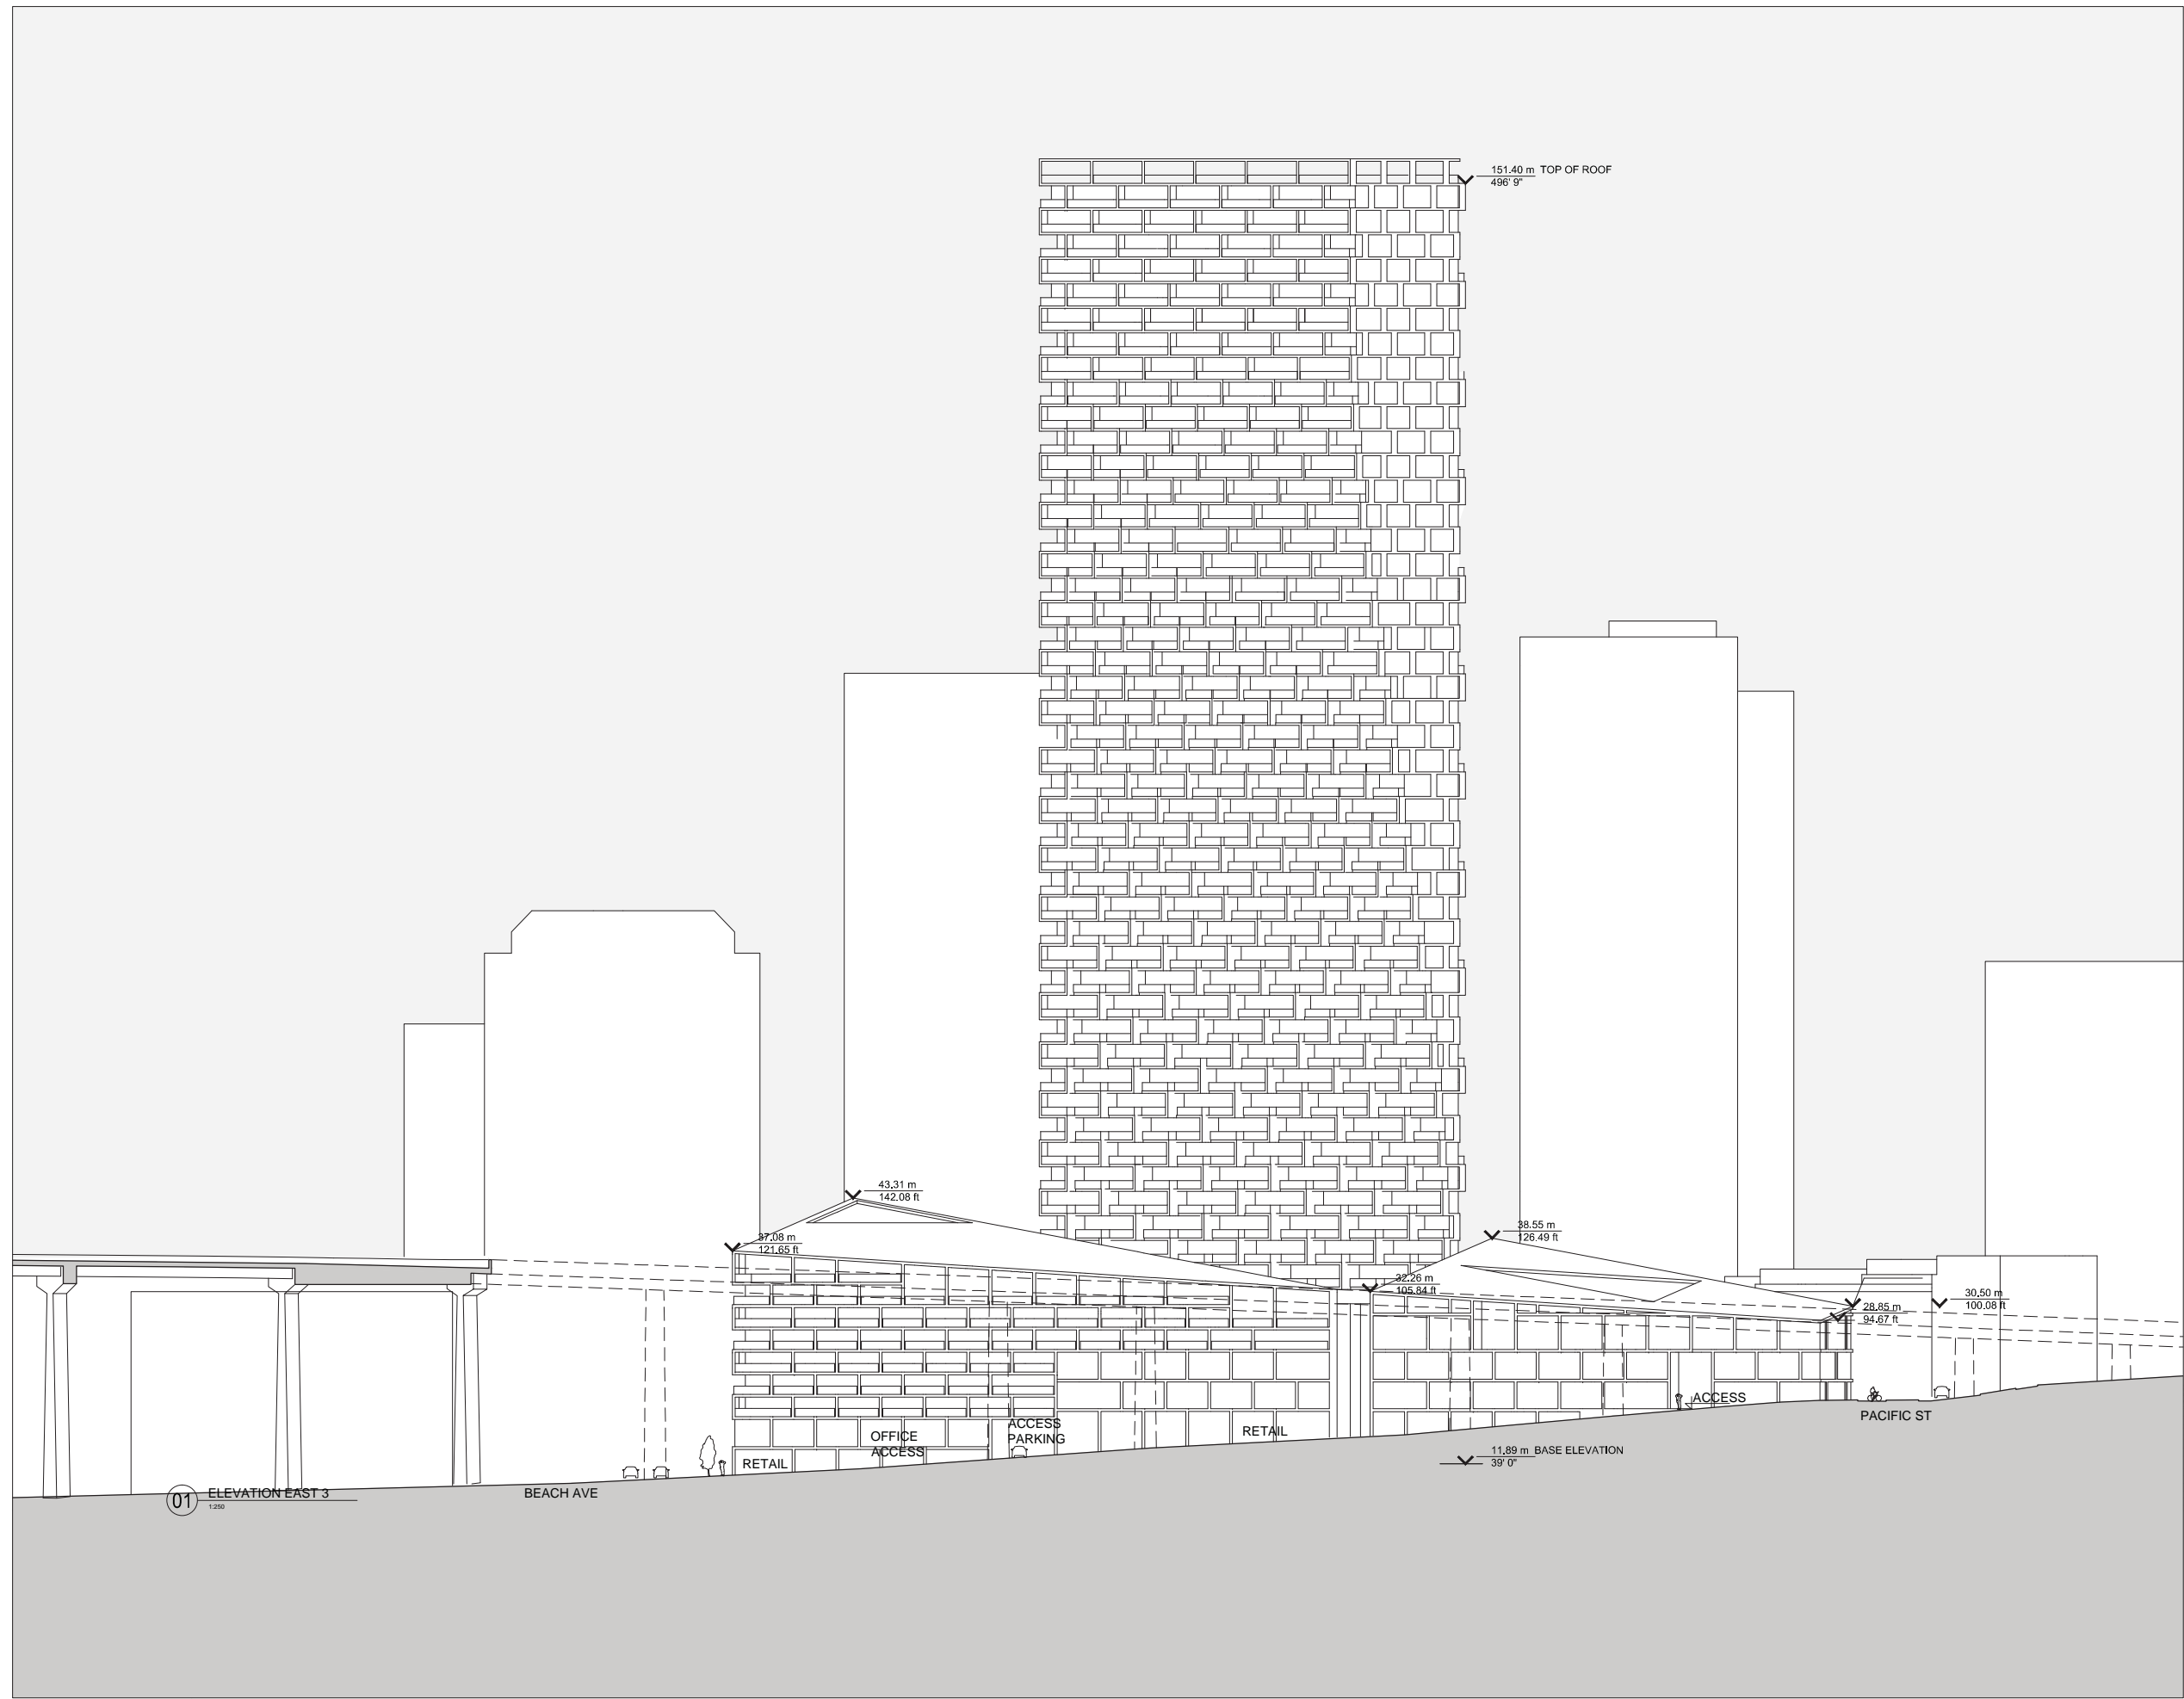 151.40 m TOP OF ROOF
496' 9"
43.31 m
142.08 ft
37.08 m
121.65 ft
38.55 m
126.49 ft
32.26 m
105.84 ft
30.50 m
100.08 ft
28.85 m
94.67 ft
ACCESS
PACIFIC ST
ACCESS
PARKING
RETAIL
OFFICE
ACCESS
RETAIL
11.89 m BASE ELEVATION
39' 0"
01 ELEVATION EAST 3
1:250
BEACH AVE